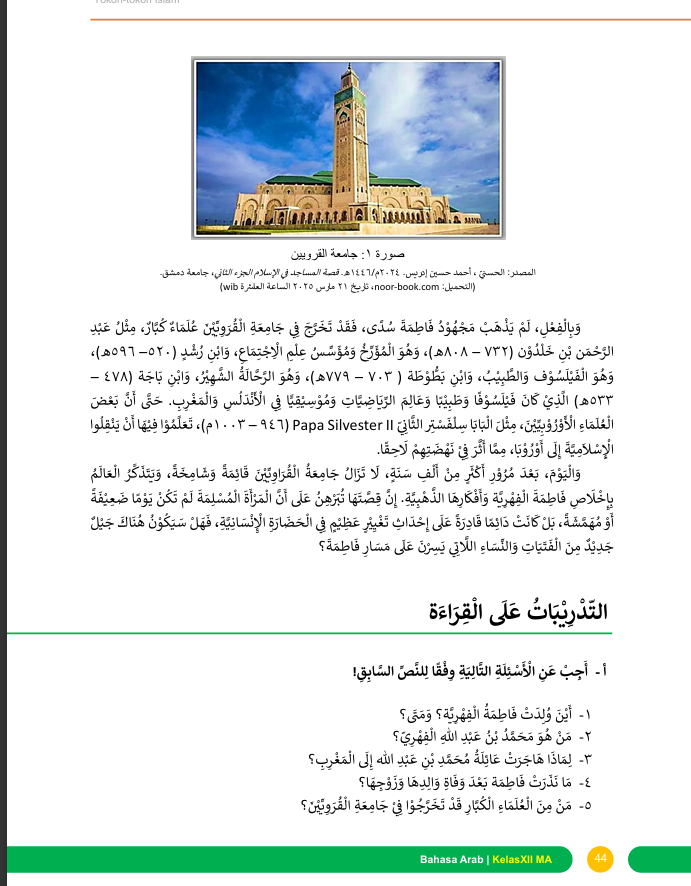 Tokoh-tokoh Islam
صورة ١: جامعة القرويين
المصدر: الحسنيّ ، أحمد حسين إدريس. ٢٠٢٤م/١٤٤٦هـ. قصة المساجد في الإسلام الجزء الثاني، جامعة دمشق.
(التحميل: noor-book.com، تاريخ ٢١ مارس ٢٠٢٥ الساعة العاشرة wib)
وَبِالْفِعْلِ، لَمْ يَذْهَبْ مَجْهُوْدُ فَاطِمَةَ سُدًى، فَقَدْ تَخَرَّجَ فِي جَامِعَةِ الْقُرَوِيِّيْنَ عُلَمَاءُ كُبَّارٌ، مِثْلُ عَبْدِ
الرَّحْمَن بْنِ خَلْدُوْن (٧٣٢ – ٨٠٨هـ)، وَهُوَ الْمُؤَرِّخُ وَمُؤَسِّسُ عِلْمِ الْاِجْتِمَاعِ، وَابْنِ رُشْدٍ (٥٢٠– ٥٩٦هـ)،
وَهُوَ الْفَيْلَسُوْف وَالطَّبِيْبُ، وَابْنِ بَطُّوْطَة ( ٧٠٣ – ٧٧٩هـ)، وَهُوَ الرَّحَّالَةُ الشَّهِيْرُ، وَابْنِ بَاجَة (٤٧٨ –
٥٣٣هـ) الَّذِيْ كَانَ فَيْلَسُوْفًا وَطَبِيْبًا وَعَالِمَ الرِّيَاضِيَّاتِ وَمُوْسِيْقِيًّا فِي الْأَنْدَلُسِ وَالْمَغْرِبِ. حَتَّى أَنَّ بَعْضَ
الْعُلَمَاءِ الْأُوْرُوْبِيِّيْنَ، مِثْلَ الْبَابَا سِلْفَسْتِر الثَّانِيْ Papa Silvester II (٩٤٦ – ١٠٠٣م)، تَعَلَّمُوْا فِيْهَا أَنْ يَنْقِلُوا
الْإِسْلَامِيَّةَ إِلَى أَوْرُوْبَا، مِمَّا أَثَّرَ فِيْ نَهْضَتِهِمْ لَاحِقًا.
وَالْيَوْمَ، بَعْدَ مُرُوْرِ أَكْثَرِ مِنْ أَلْفِ سَنَةٍ، لَا تَزَالُ جَامِعَةُ الْقُرَاوِيِّيْنَ قَائِمَةً وَشَامِخَةً، وَيَتَذَكَّرُ الْعَالَمُ
بِإِخْلَاصِ فَاطِمَةَ الْفِهْرِيَّةِ وَأَفْكَارِهَا الذَّهْبِيَّةِ. إِنَّ قِصَّتَهَا تُبَرْهِنُ عَلَى أَنَّ الْمَرْأَةَ الْمُسْلِمَةَ لَمْ تَكُنْ يَوْمًا ضَعِيْفَةً
أَوْ مُهَمَّشَةً، بَلْ كَانَتْ دَائِمًا قَادِرَةً عَلَى إِحْدَاثِ تَغْيِيْرٍ عَظِيْمٍ فِي الْحَضَارَةِ الْإِنْسَانِيَّةِ، فَهَلْ سَيَكُوْنُ هُنَاكَ جَيْلٌ
جَدِيْدٌ مِنَ الْفَتَيَاتِ وَالنِّسَاءِ اللَّاتِي يَسِرْنَ عَلَى مَسَارِ فَاطِمَةَ؟
التّدْرِيْبَاتُ عَلَى الْقِرَاءَة
أ - أَجِبْ عَنِ الْأَسْئِلَةِ التَّالِيَةِ وِفْقًا لِلنَّصِّ السَّابِقِ!
١- أَيْنَ وُلِدَتْ فَاطِمَةُ الْفِهْرِيَّة؟ وَمَتَى؟
٢- مَنْ هُوَ مَحَمَّدُ بْنُ عَبْدِ اللهِ الْفِهْرِيّ؟
٣- لِمَاذَا هَاجَرَتْ عَائِلَةُ مُحَمَّدِ بْنِ عَبْدِ الله إِلَى الْمَغْرِبِ؟
٤- مَا نَذَرَتْ فَاطِمَة بَعْدَ وَفَاةِ وَالِدِهَا وَزَوْجِهَا؟
٥- مَنْ مِنَ الْعُلَمَاءِ الْكُبَّارِ قَدْ تَخَرَّجُوْا فِيْ جَامِعَةِ الْقُرَوِيِّيْنَ؟
Bahasa Arab | KelasXII MA 44